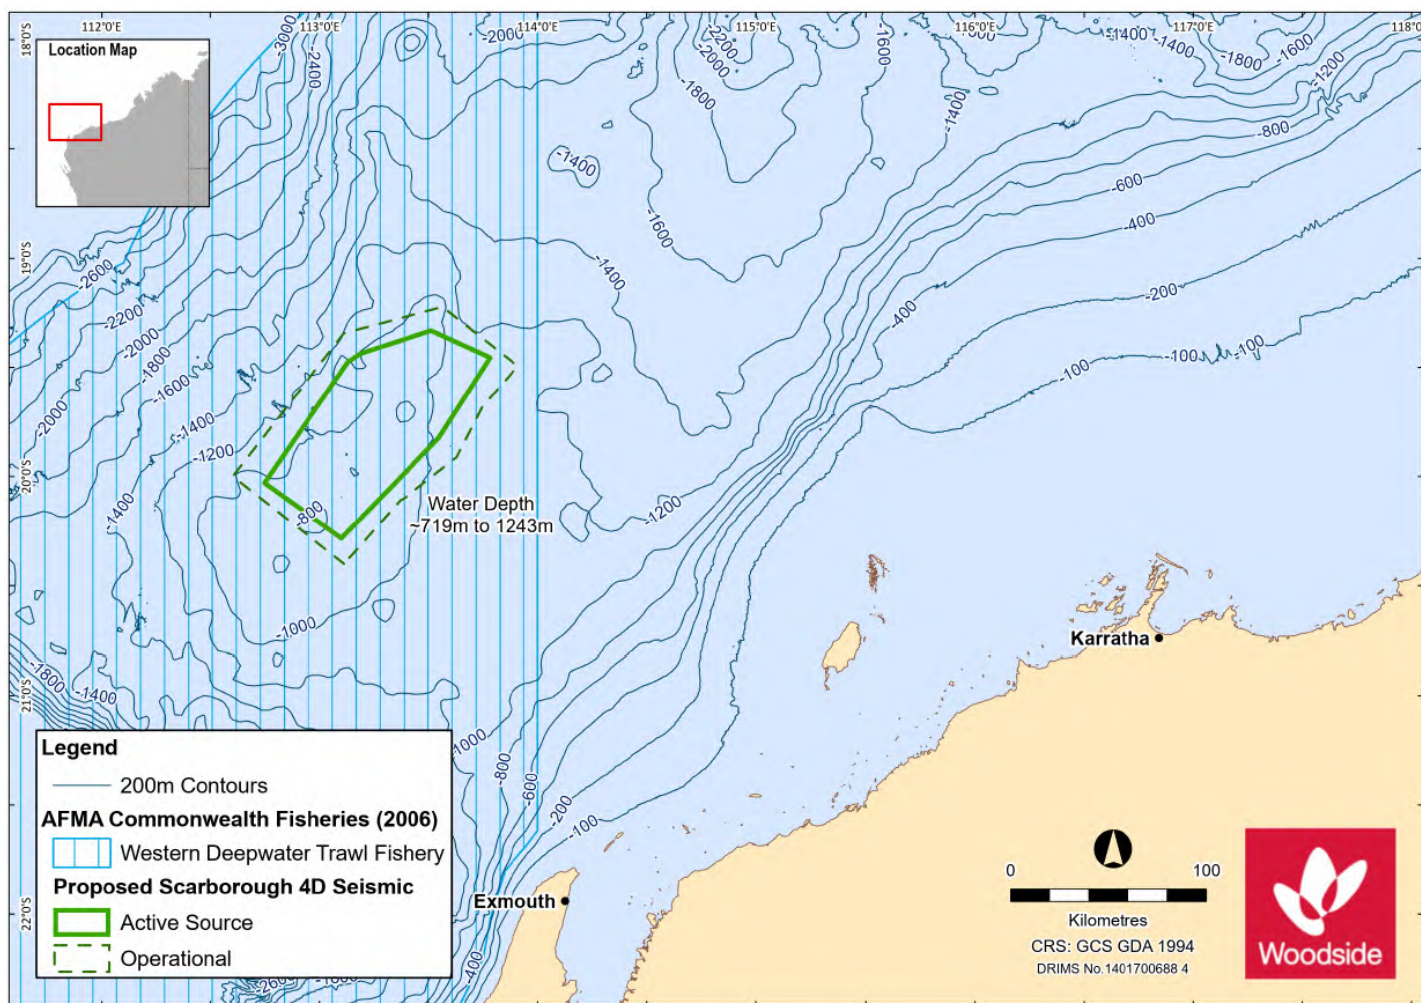 112°0'E
113°0'E
114°0'E
115°0'E
116°0'E
117°0'E
118°0'
18°0'S
Location Map
-3000
-2400
-2000
-2200
-2000
-1800
-1600
-1600
-1400
-1400
-1400
-1800
-1600
-1200
-800
-600
-400
-200
-1400
-1600
-1400
19°0'S
-2600
-2200
-2000
-1800
-1600
-2000
-1400
-1200
-400
-100
-100
-100
20°0'S
-1400
-800
Water Depth
~719m to 1243m
-1200
-1000
Karratha
21°0'S
-1800
-1400
-1000
-800
-600
-200
-100
Legend
200m Contours
AFMA Commonwealth Fisheries (2006)
Western Deepwater Trawl Fishery
Proposed Scarborough 4D Seismic
Active Source
Operational
22°0'S
Exmouth
-400
0 100
Kilometres
CRS: GCS GDA 1994
DRIMS No.1401700688 4
Woodside